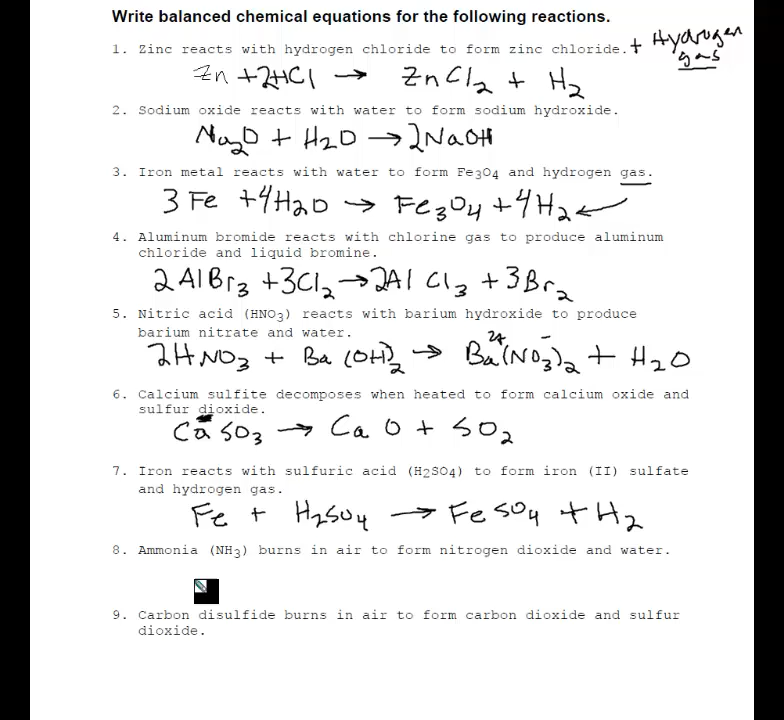 Write balanced chemical equations for the following reactions.
1. Zinc reacts with hydrogen chloride to form zinc chloride. + Hydrogen
gas
Zn + 2HCl → ZnCl₂ + H₂
2. Sodium oxide reacts with water to form sodium hydroxide.
Na₂O + H₂O → 2NaOH
3. Iron metal reacts with water to form Fe₃O₄ and hydrogen gas.
3 Fe + 4H₂O → Fe₃O₄ + 4H₂
4. Aluminum bromide reacts with chlorine gas to produce aluminum
chloride and liquid bromine.
2AlBr₃ + 3Cl₂ → 2AlCl₃ + 3Br₂
5. Nitric acid (HNO₃) reacts with barium hydroxide to produce
barium nitrate and water.
2HNO₃ + Ba(OH)₂ → Ba²⁺(NO₃⁻)₂ + H₂O
6. Calcium sulfite decomposes when heated to form calcium oxide and
sulfur dioxide.
CaSO₃ → CaO + SO₂
7. Iron reacts with sulfuric acid (H₂SO₄) to form iron (II) sulfate
and hydrogen gas.
Fe + H₂SO₄ → FeSO₄ + H₂
8. Ammonia (NH₃) burns in air to form nitrogen dioxide and water.
9. Carbon disulfide burns in air to form carbon dioxide and sulfur
dioxide.